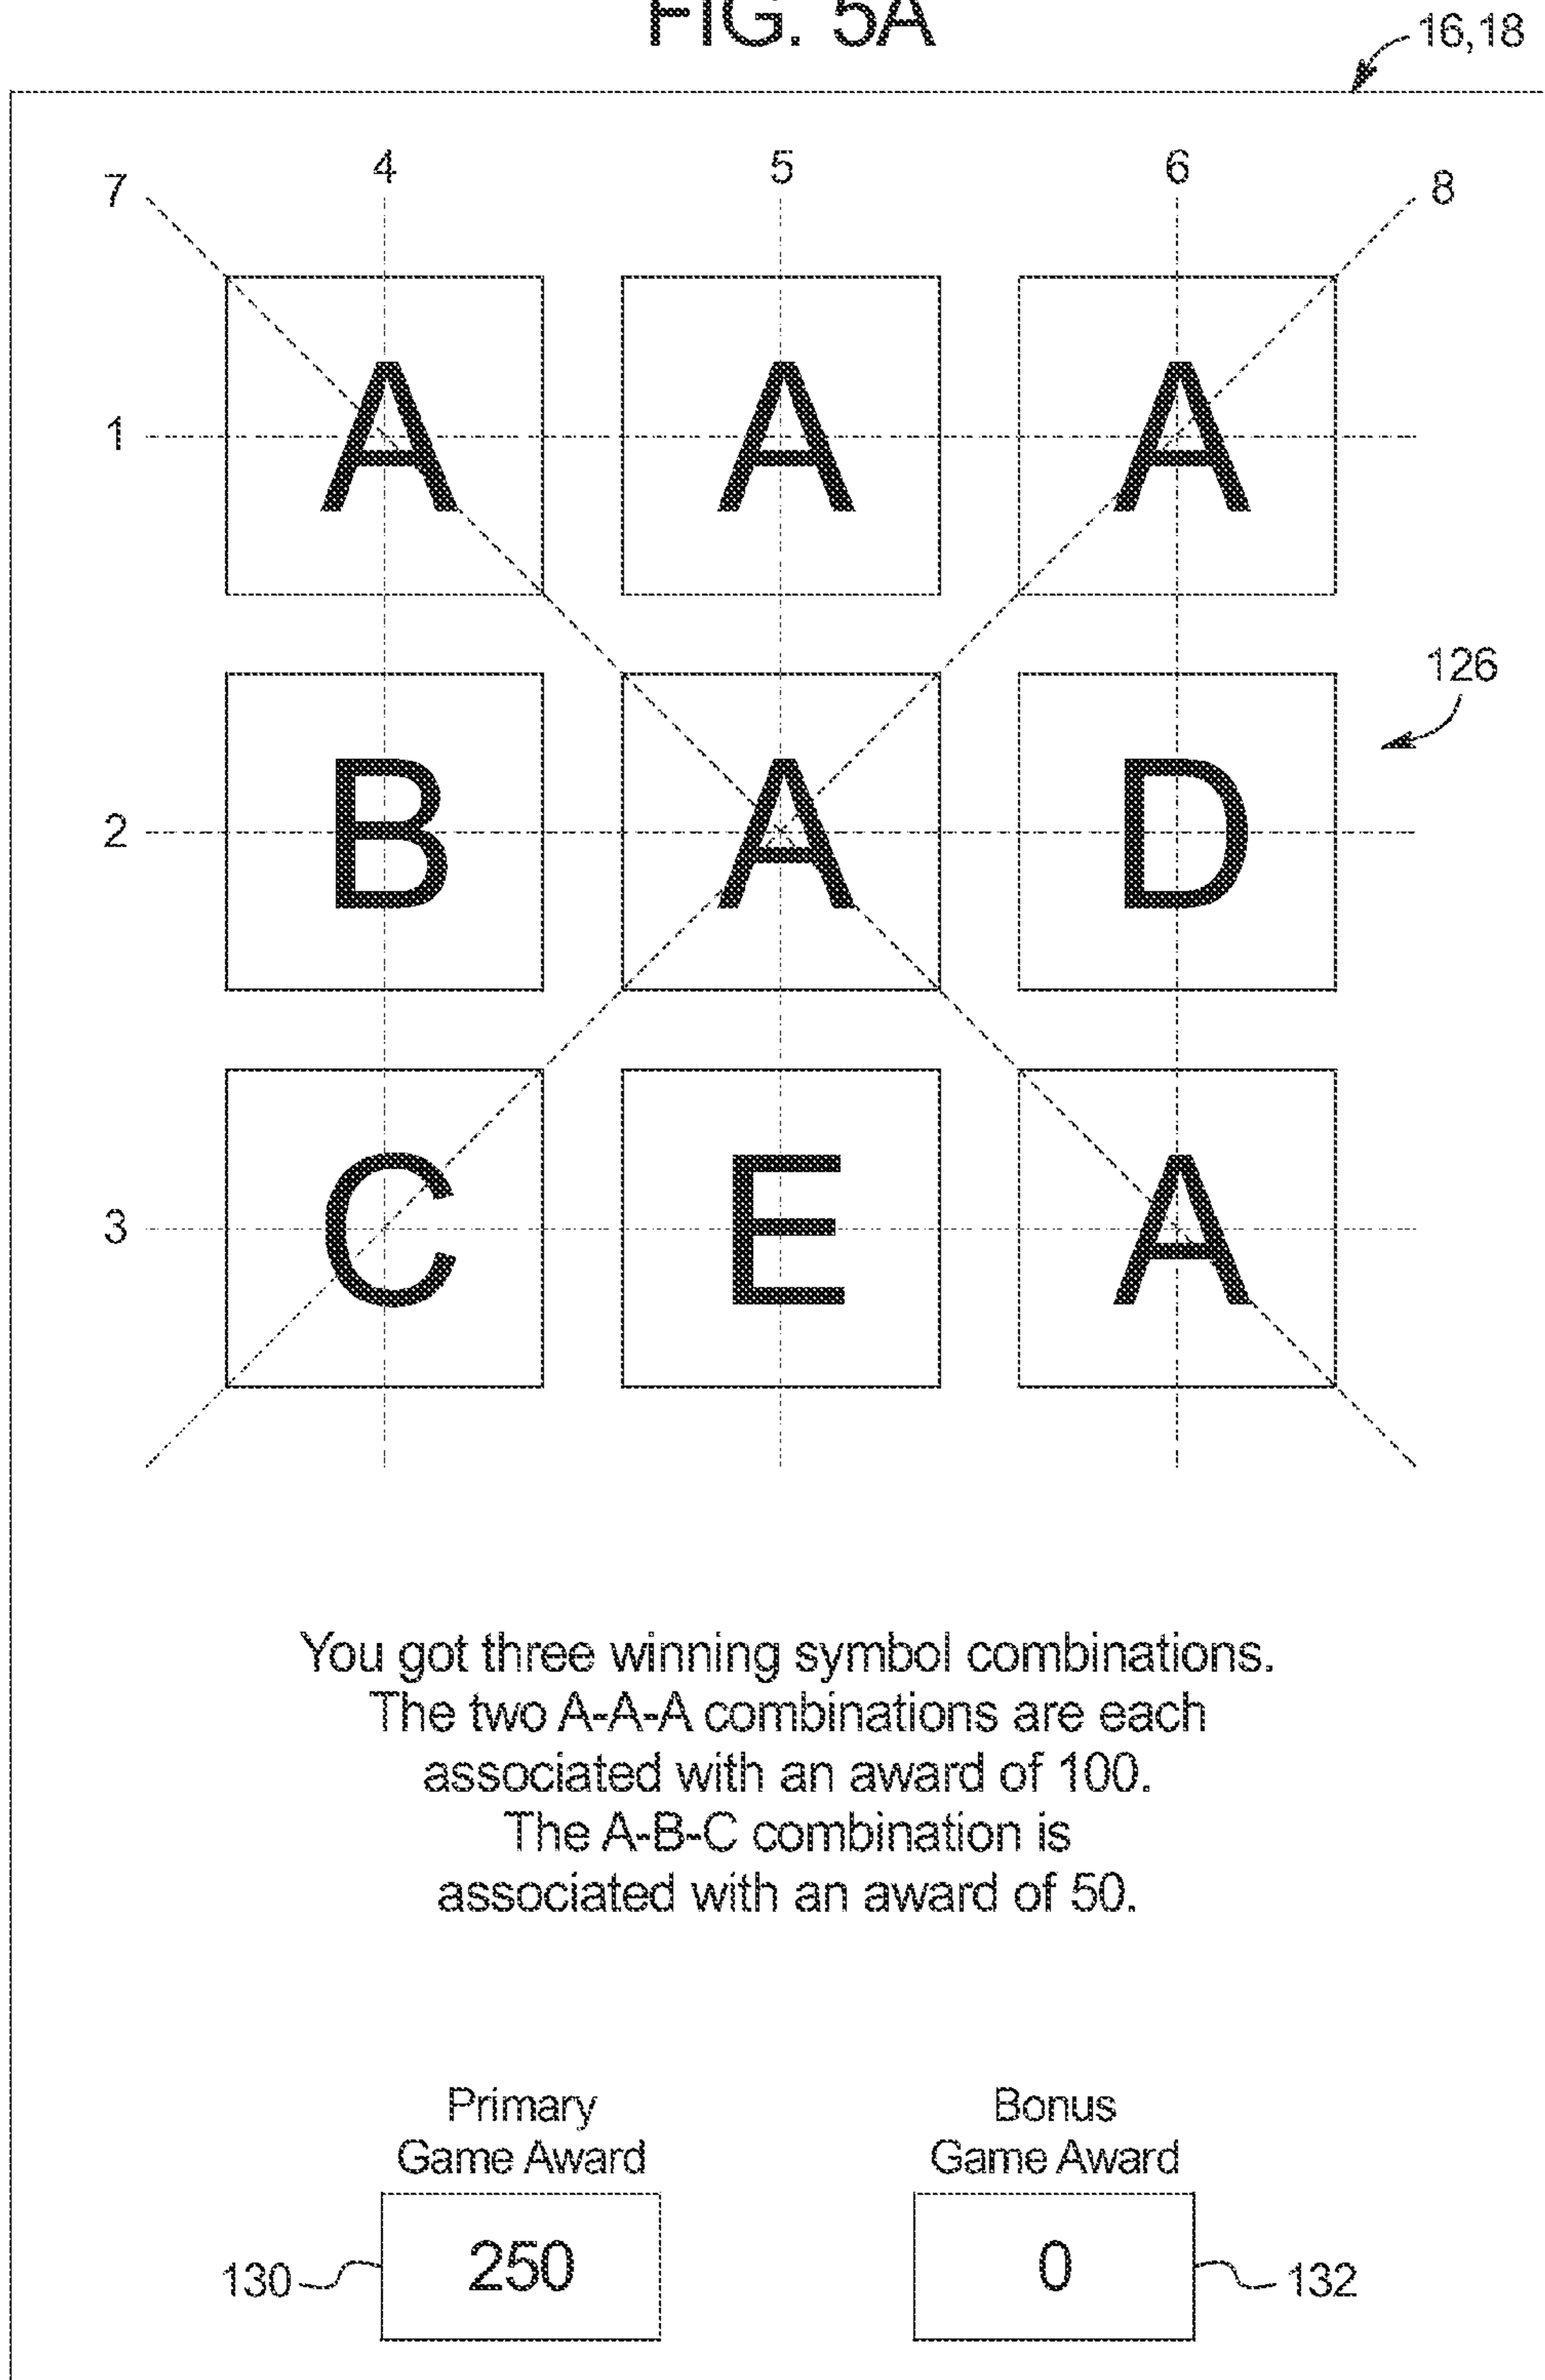 FIG. 5A
16,18
7 4 5 6 8
1 A A A
126
2 B A D
3 C E A
You got three winning symbol combinations.
The two A-A-A combinations are each
associated with an award of 100.
The A-B-C combination is
associated with an award of 50.
Primary Bonus
Game Award Game Award
130 250 0 132